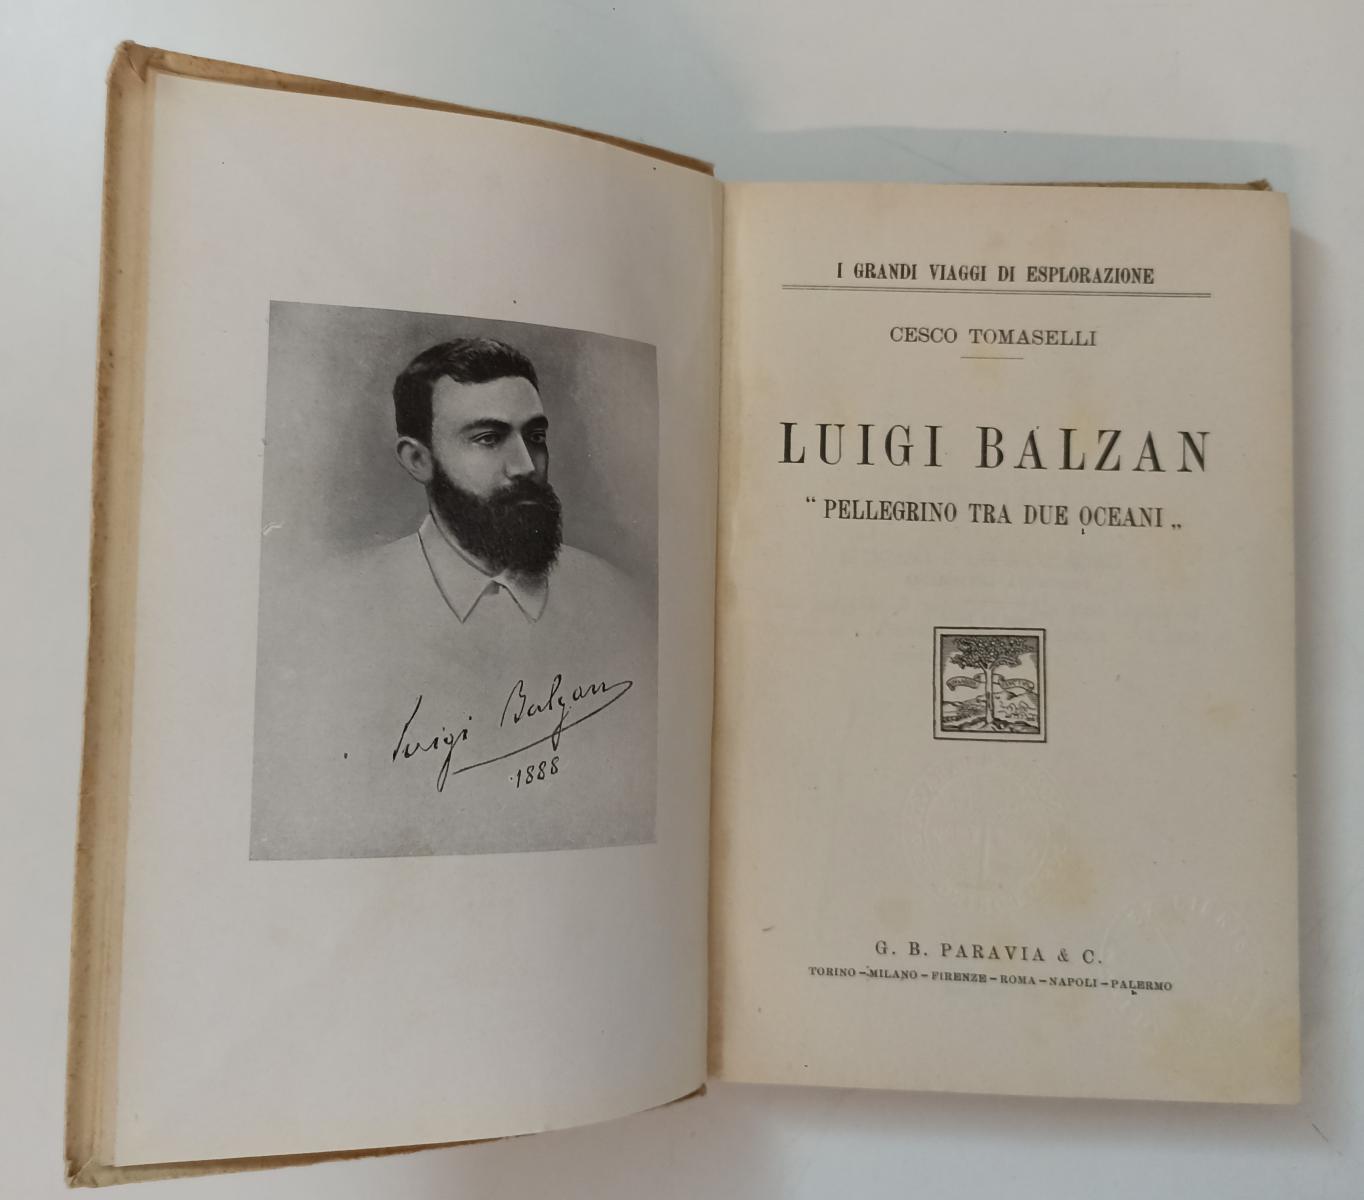 Luigi Balzan
1888
I GRANDI VIAGGI DI ESPLORAZIONE
CESCO TOMASELLI
LUIGI BALZAN
“ PELLEGRINO TRA DUE OCEANI „
G. B. PARAVIA & C.
TORINO - MILANO - FIRENZE - ROMA - NAPOLI - PALERMO